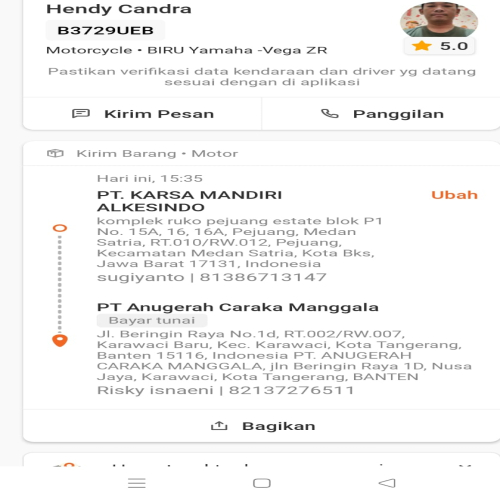 Hendy Candra
B3729UEB
Motorcycle • BIRU Yamaha -Vega ZR
5.0
Pastikan verifikasi data kendaraan dan driver yg datang
sesuai dengan di aplikasi
Kirim Pesan
Panggilan
Kirim Barang • Motor
Hari ini, 15:35
PT. KARSA MANDIRI
ALKESINDO
Ubah
komplek ruko pejuang estate blok P1
No. 15A, 16, 16A, Pejuang, Medan
Satria, RT.010/RW.012, Pejuang,
Kecamatan Medan Satria, Kota Bks,
Jawa Barat 17131, Indonesia
sugiyanto | 81386713147
PT Anugerah Caraka Manggala
Bayar tunai
Jl. Beringin Raya No.1d, RT.002/RW.007,
Karawaci Baru, Kec. Karawaci, Kota Tangerang,
Banten 15116, Indonesia PT. ANUGERAH
CARAKA MANGGALA, jln Beringin Raya 1D, Nusa
Jaya, Karawaci, Kota Tangerang, BANTEN
Risky isnaeni | 82137276511
Bagikan